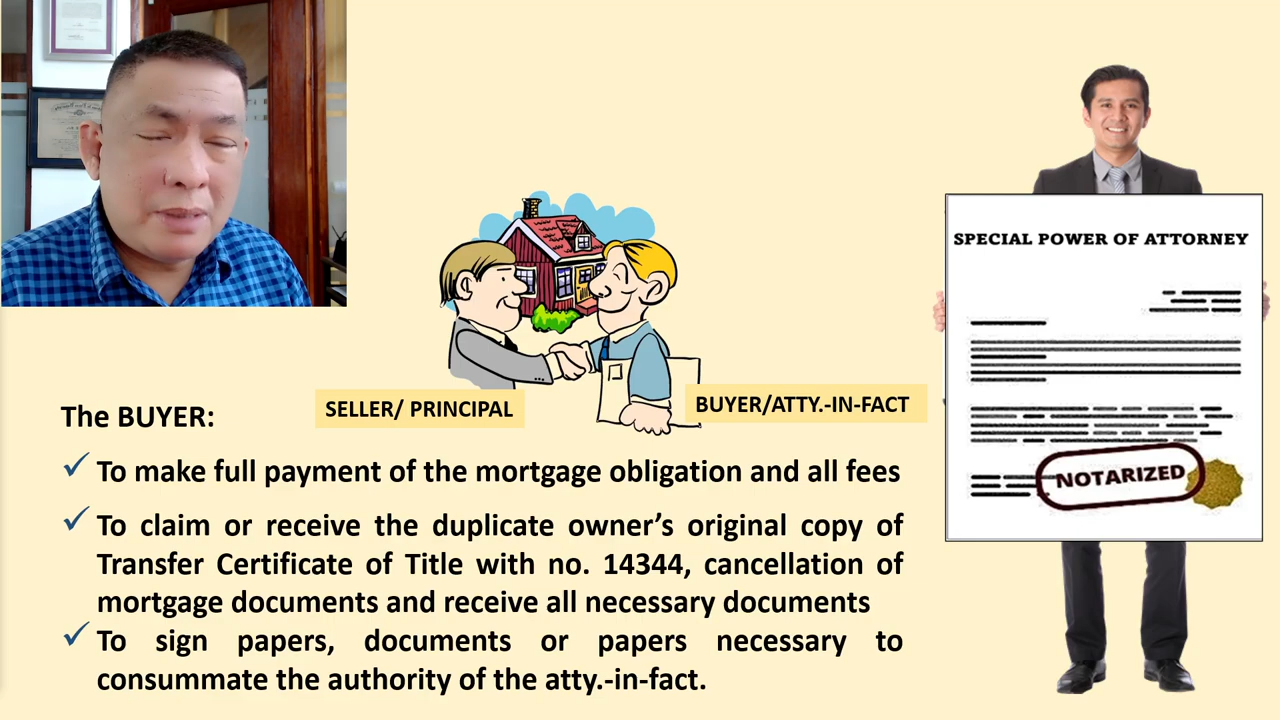 SPECIAL POWER OF ATTORNEY
NOTARIZED
SELLER/ PRINCIPAL
BUYER/ATTY.-IN-FACT
The BUYER:
✓ To make full payment of the mortgage obligation and all fees
✓ To claim or receive the duplicate owner’s original copy of
Transfer Certificate of Title with no. 14344, cancellation of
mortgage documents and receive all necessary documents
✓ To sign papers, documents or papers necessary to
consummate the authority of the atty.-in-fact.